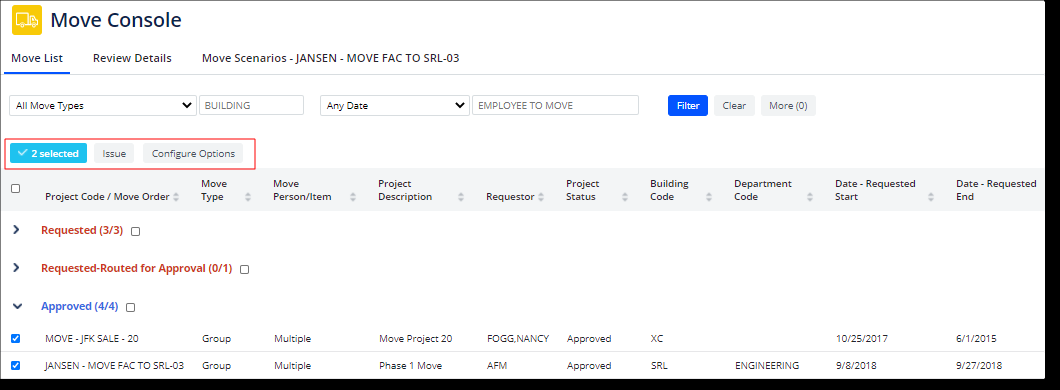 Move Console
Move List Review Details Move Scenarios - JANSEN - MOVE FAC TO SRL-03
All Move Types BUILDING Any Date EMPLOYEE TO MOVE Filter Clear More (0)
2 selected Issue Configure Options
Project Code / Move Order Move Type Move Person/Item Project Description Requestor Project Status Building Code Department Code Date - Requested Start Date - Requested End
Requested (3/3)
Requested-Routed for Approval (0/1)
Approved (4/4)
MOVE - JFK SALE - 20 Group Multiple Move Project 20 FOGG,NANCY Approved XC 10/25/2017 6/1/2015
JANSEN - MOVE FAC TO SRL-03 Group Multiple Phase 1 Move AFM Approved SRL ENGINEERING 9/8/2018 9/27/2018